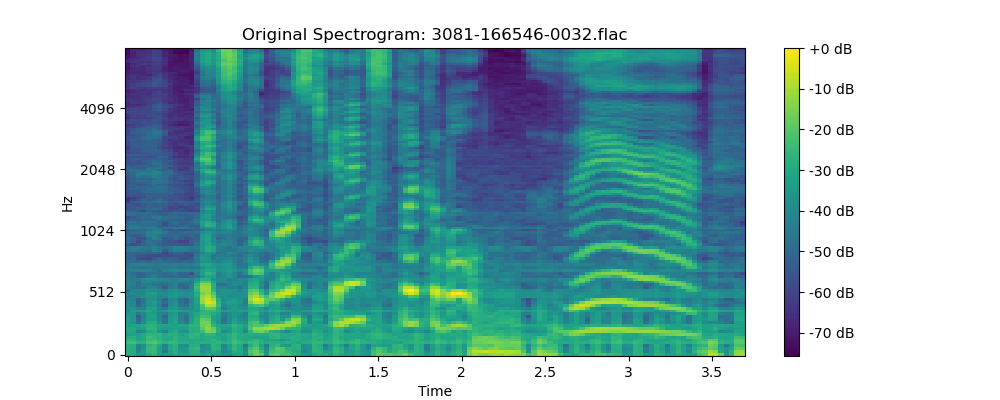 Original Spectrogram: 3081-166546-0032.flac
Hz
4096
2048
1024
512
0
0 0.5 1 1.5 2 2.5 3 3.5
Time
+0 dB
-10 dB
-20 dB
-30 dB
-40 dB
-50 dB
-60 dB
-70 dB